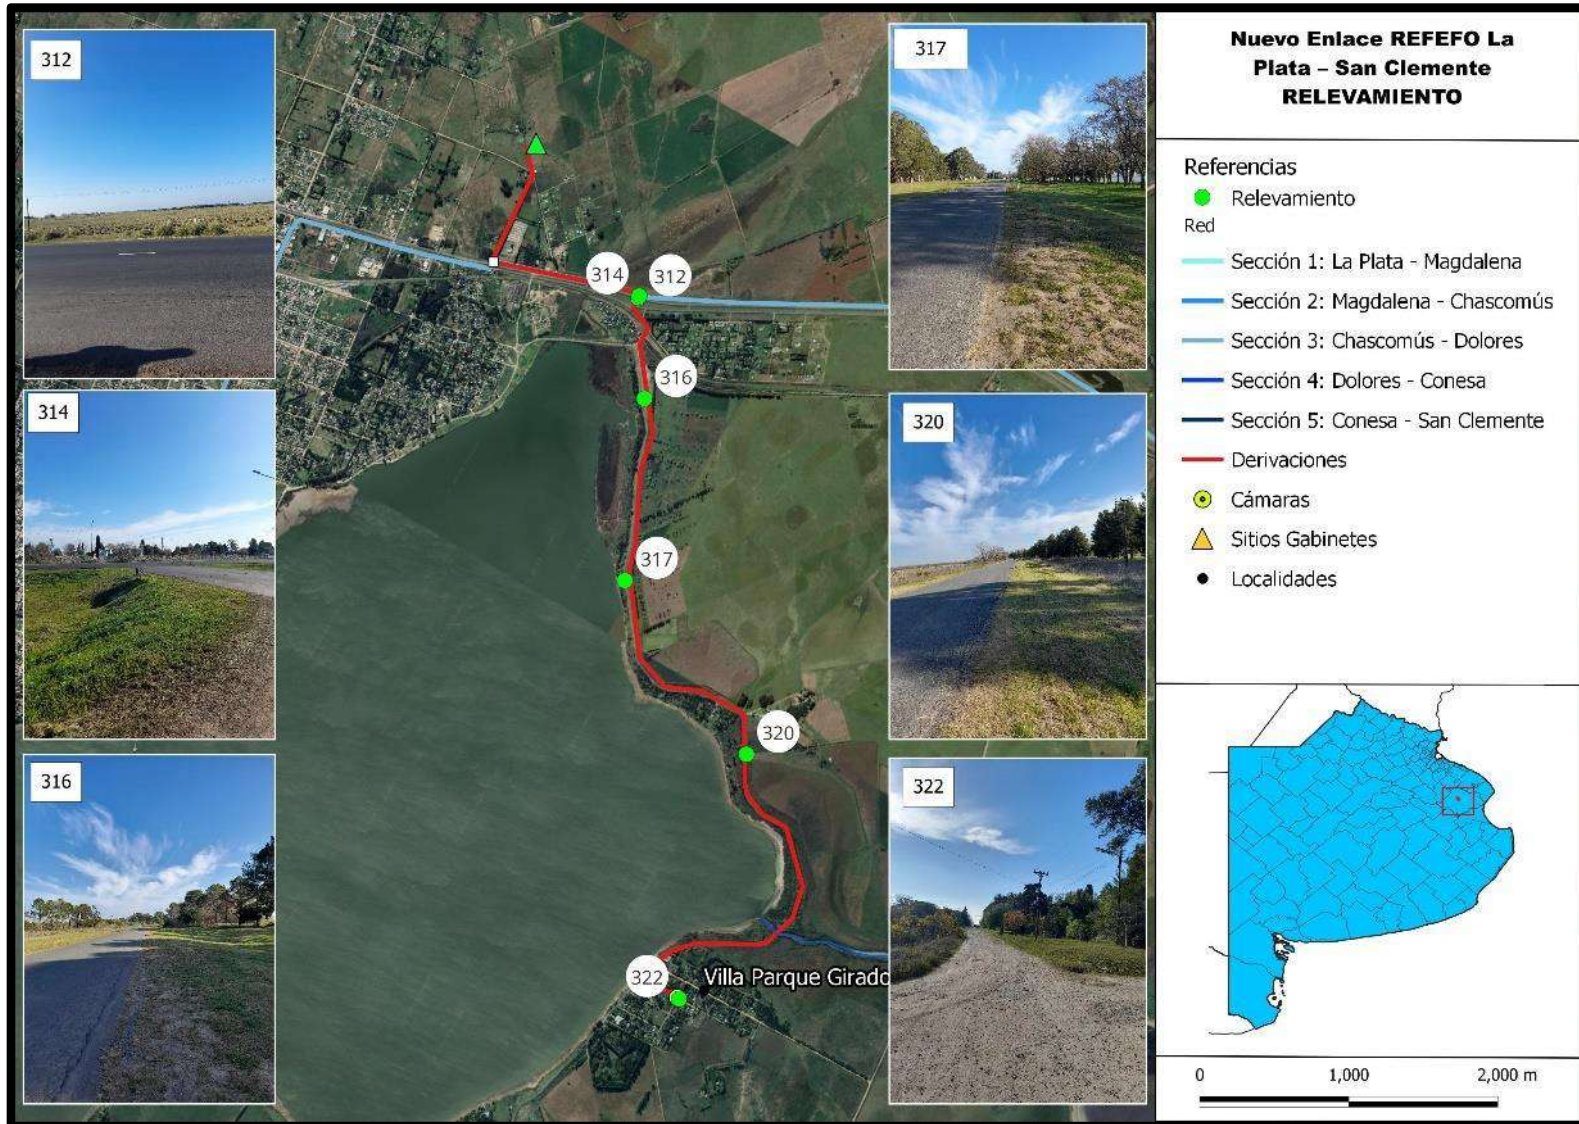 312
314
316
317
320
322
314
312
316
317
320
322
Villa Parque Girado
Nuevo Enlace REFEFO La
Plata – San Clemente
RELEVAMIENTO
Referencias
Relevamiento
Red
Sección 1: La Plata - Magdalena
Sección 2: Magdalena - Chascomús
Sección 3: Chascomús - Dolores
Sección 4: Dolores - Conesa
Sección 5: Conesa - San Clemente
Derivaciones
Cámaras
Sitios Gabinetes
Localidades
0 1,000 2,000 m